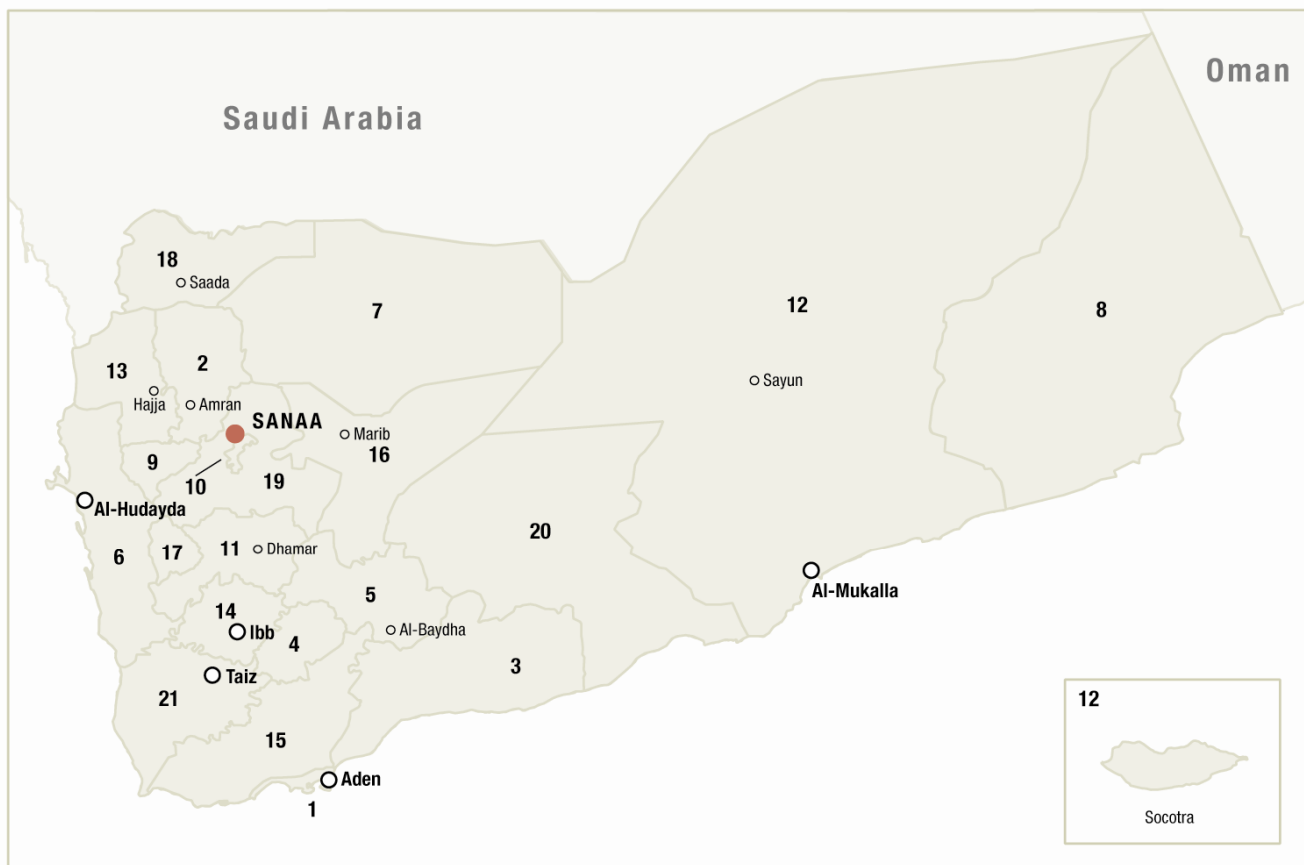 Oman
Saudi Arabia
18
Saada
7
12
8
2
13
Sayun
Hajja
Amran
SANAA
Marib
16
9
10
19
Al-Hudayda
20
6
17
11
Dhamar
Al-Mukalla
5
14
Ibb
Al-Baydha
4
3
Taiz
21
12
15
Aden
1
Socotra